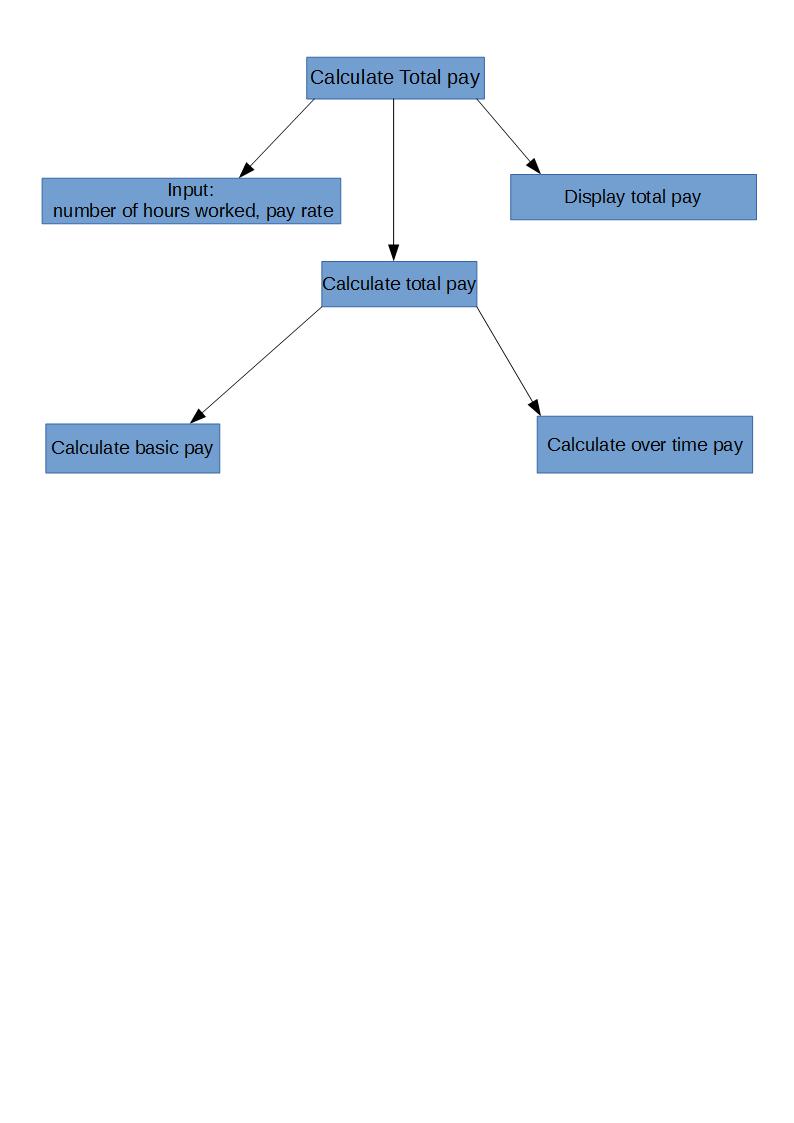 Calculate Total pay
Input:
number of hours worked, pay rate
Display total pay
Calculate total pay
Calculate basic pay
Calculate over time pay